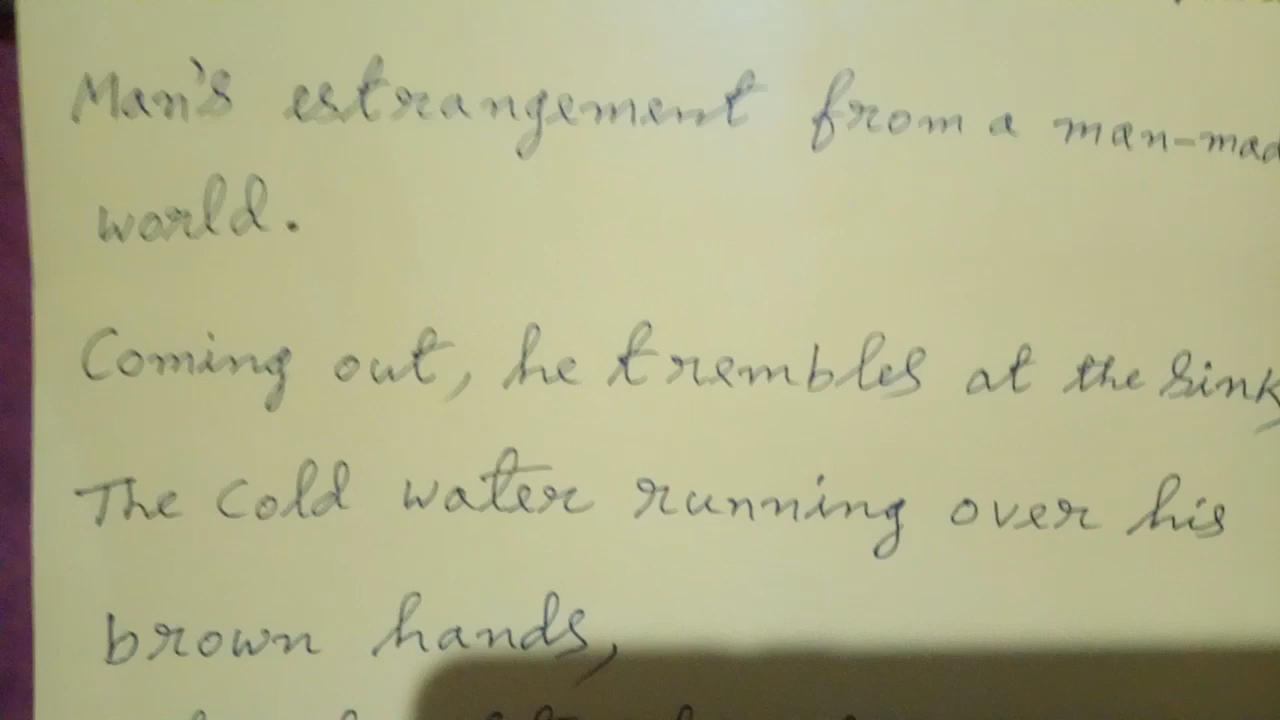 Man's estrangement from a man-mad
world.
Coming out, he trembles at the sink
The cold water running over his
brown hands,